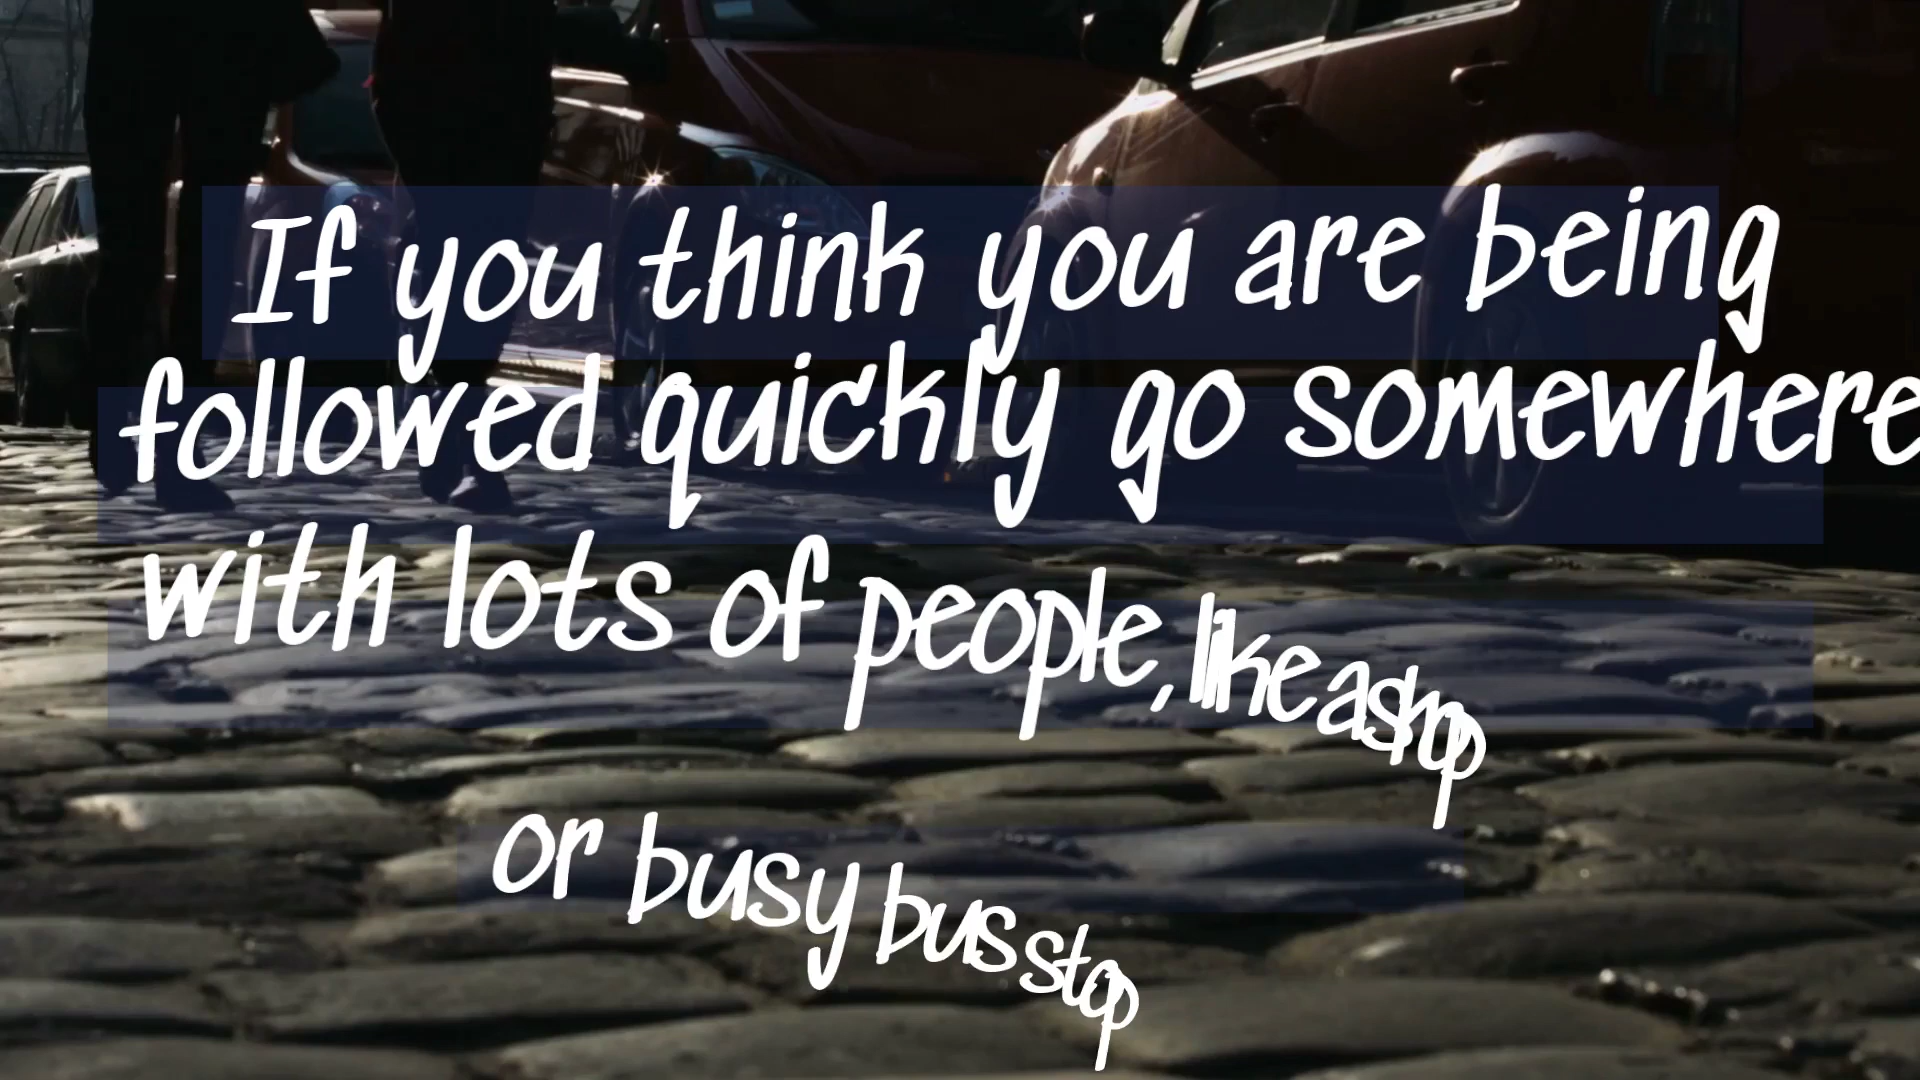 If you think you are being
followed quickly go somewhere
with lots of people, like a shop
or busy bus stop